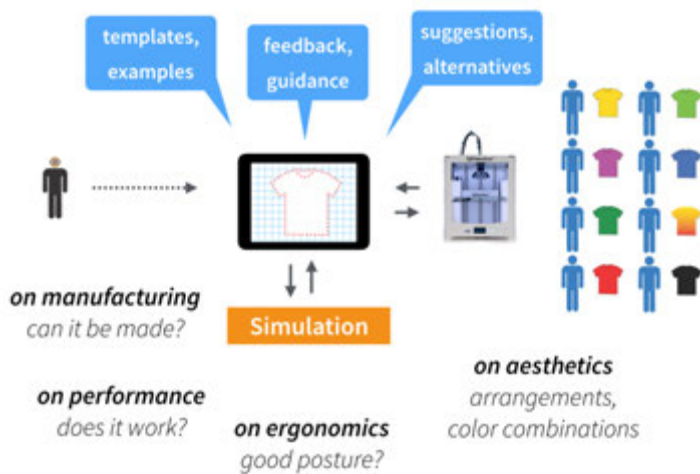 templates,
examples
feedback,
guidance
suggestions,
alternatives
Simulation
on manufacturing
can it be made?
on performance
does it work?
on ergonomics
good posture?
on aesthetics
arrangements,
color combinations